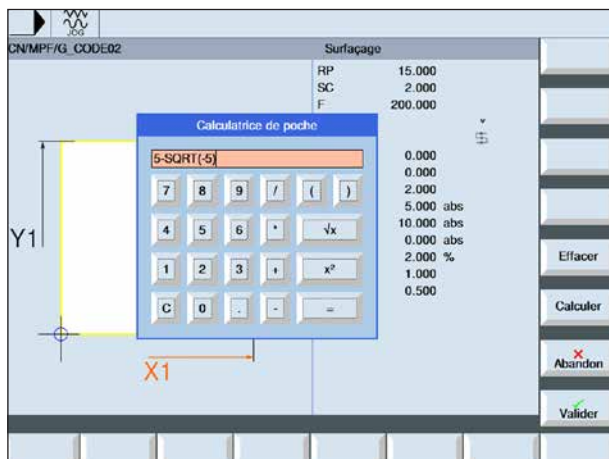 JOG
CN/MPF/G_CODE02
Surfaçage
RP 15.000
SC 2.000
F 200.000
Calculatrice de poche
5-SQRT(-5)
7 8 9 / ( )
4 5 6 * √x
1 2 3 + x²
C 0 . - =
0.000
0.000
2.000
5.000 abs
10.000 abs
0.000 abs
2.000 %
1.000
0.500
Y1
X1
Effacer
Calculer
Abandon
Valider